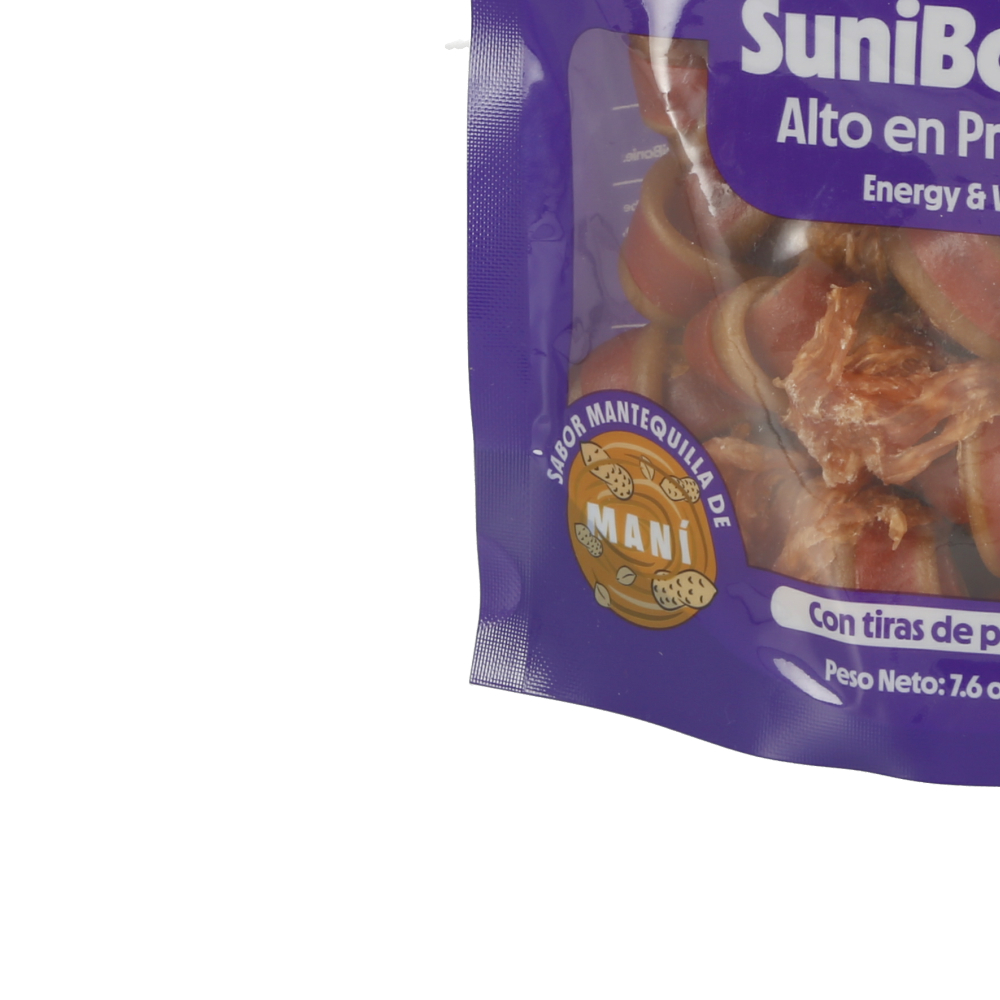 SuniBo
Alto en Pr
Energy &
SABOR MANTEQUILLA DE
MANÍ
Con tiras de p
Peso Neto: 7.6 o